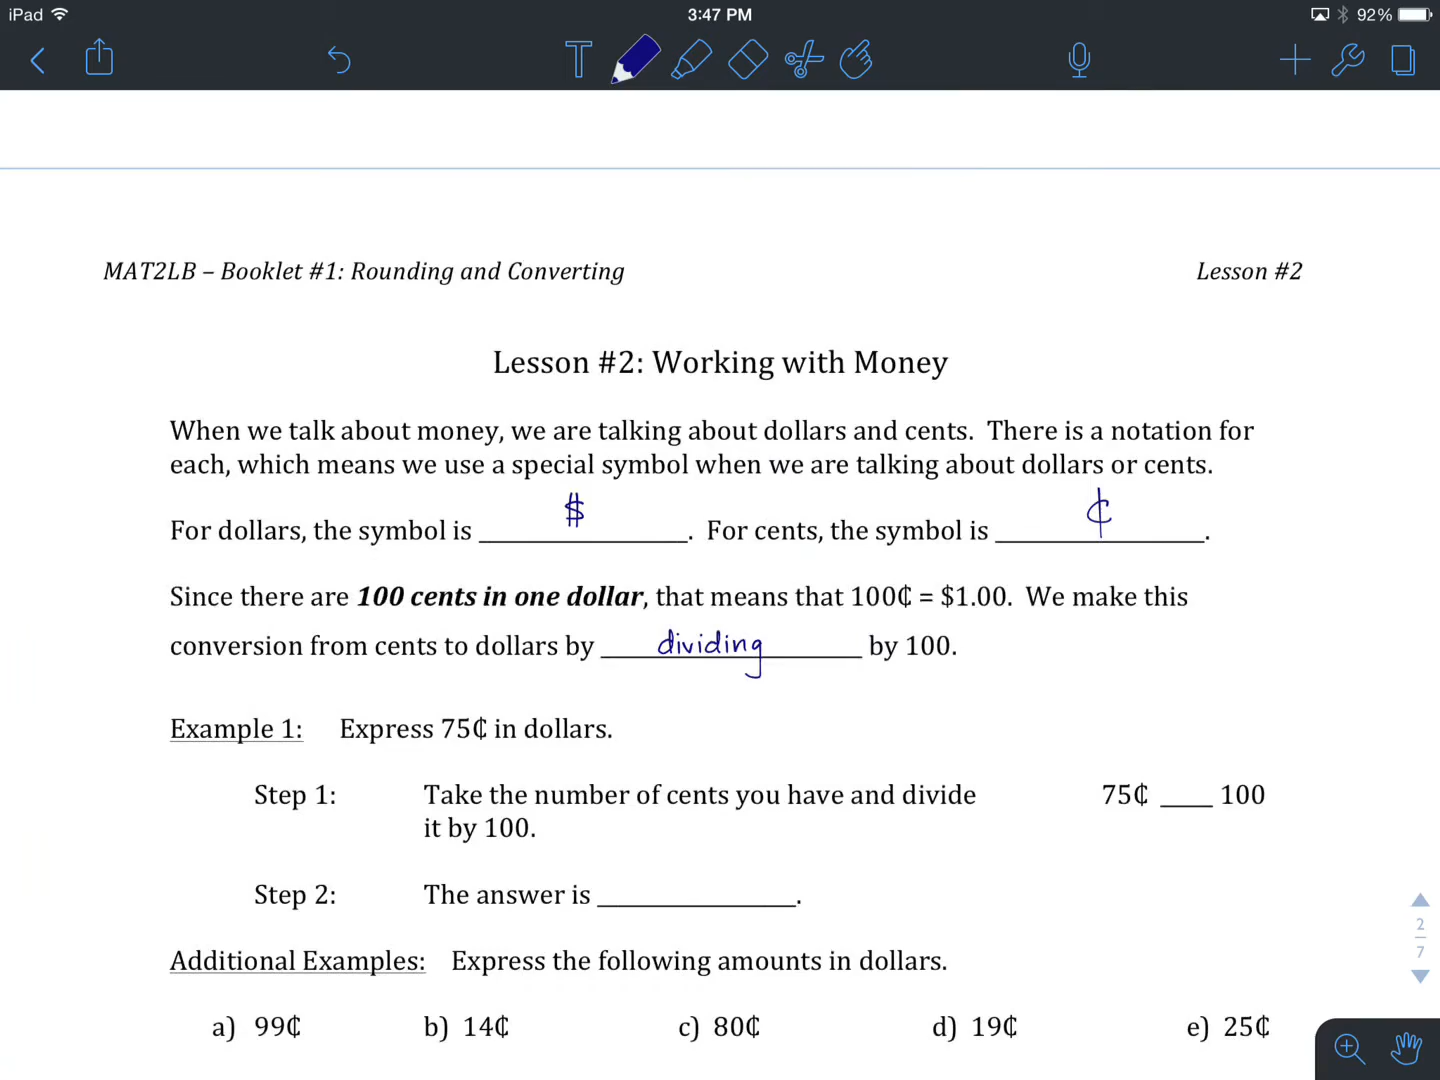 iPad 3:47 PM 92%
T
MAT2LB – Booklet #1: Rounding and Converting Lesson #2
Lesson #2: Working with Money
When we talk about money, we are talking about dollars and cents. There is a notation for
each, which means we use a special symbol when we are talking about dollars or cents.
For dollars, the symbol is $. For cents, the symbol is ¢.
Since there are 100 cents in one dollar, that means that 100₵ = $1.00. We make this
conversion from cents to dollars by dividing by 100.
Example 1: Express 75₵ in dollars.
Step 1: Take the number of cents you have and divide 75₵ ____ 100
it by 100.
Step 2: The answer is _______________.
Additional Examples: Express the following amounts in dollars.
2
7
a) 99₵ b) 14₵ c) 80₵ d) 19₵ e) 25₵